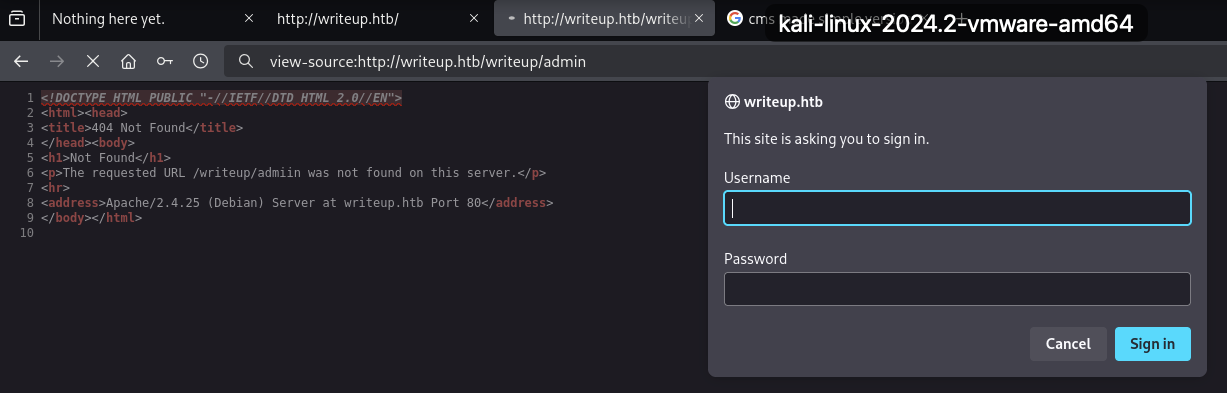 Nothing here yet.
http://writeup.htb/
http://writeup.htb/writeup
cms made simple
kali-linux-2024.2-vmware-amd64
view-source:http://writeup.htb/writeup/admin
1 <!DOCTYPE HTML PUBLIC "-//IETF//DTD HTML 2.0//EN">
2 <html><head>
3 <title>404 Not Found</title>
4 </head><body>
5 <h1>Not Found</h1>
6 <p>The requested URL /writeup/admiin was not found on this server.</p>
7 <hr>
8 <address>Apache/2.4.25 (Debian) Server at writeup.htb Port 80</address>
9 </body></html>
10
writeup.htb
This site is asking you to sign in.
Username
Password
Cancel
Sign in